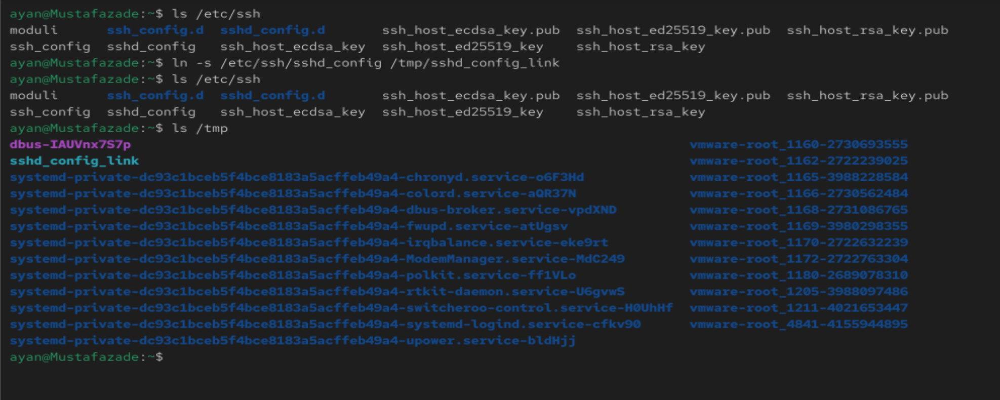 ayan@Mustafazade:~$ ls /etc/ssh
moduli      ssh_config.d  sshd_config.d       ssh_host_ecdsa_key.pub  ssh_host_ed25519_key.pub  ssh_host_rsa_key.pub
ssh_config  sshd_config   ssh_host_ecdsa_key  ssh_host_ed25519_key    ssh_host_rsa_key
ayan@Mustafazade:~$ ln -s /etc/ssh/sshd_config /tmp/sshd_config_link
ayan@Mustafazade:~$ ls /etc/ssh
moduli      ssh_config.d  sshd_config.d       ssh_host_ecdsa_key.pub  ssh_host_ed25519_key.pub  ssh_host_rsa_key.pub
ssh_config  sshd_config   ssh_host_ecdsa_key  ssh_host_ed25519_key    ssh_host_rsa_key
ayan@Mustafazade:~$ ls /tmp
dbus-IAUVnx7S7p                                                                     vmware-root_1160-2730693555
sshd_config_link                                                                    vmware-root_1162-2722239025
systemd-private-dc93c1bceb5f4bce8183a5acffeb49a4-chronyd.service-o6F3Hd             vmware-root_1165-3988228584
systemd-private-dc93c1bceb5f4bce8183a5acffeb49a4-colord.service-aQR37N              vmware-root_1166-2730562484
systemd-private-dc93c1bceb5f4bce8183a5acffeb49a4-dbus-broker.service-vpdXND         vmware-root_1168-2731086765
systemd-private-dc93c1bceb5f4bce8183a5acffeb49a4-fwupd.service-atUgsv               vmware-root_1169-3980298355
systemd-private-dc93c1bceb5f4bce8183a5acffeb49a4-irqbalance.service-eke9rt          vmware-root_1170-2722632239
systemd-private-dc93c1bceb5f4bce8183a5acffeb49a4-ModemManager.service-MdC249        vmware-root_1172-2722763304
systemd-private-dc93c1bceb5f4bce8183a5acffeb49a4-polkit.service-ff1VLo              vmware-root_1180-2689078310
systemd-private-dc93c1bceb5f4bce8183a5acffeb49a4-rtkit-daemon.service-U6gvwS        vmware-root_1205-3988097486
systemd-private-dc93c1bceb5f4bce8183a5acffeb49a4-switcheroo-control.service-H0UhHf  vmware-root_1211-4021653447
systemd-private-dc93c1bceb5f4bce8183a5acffeb49a4-systemd-logind.service-cfkv90      vmware-root_4841-4155944895
systemd-private-dc93c1bceb5f4bce8183a5acffeb49a4-upower.service-bldHjj
ayan@Mustafazade:~$